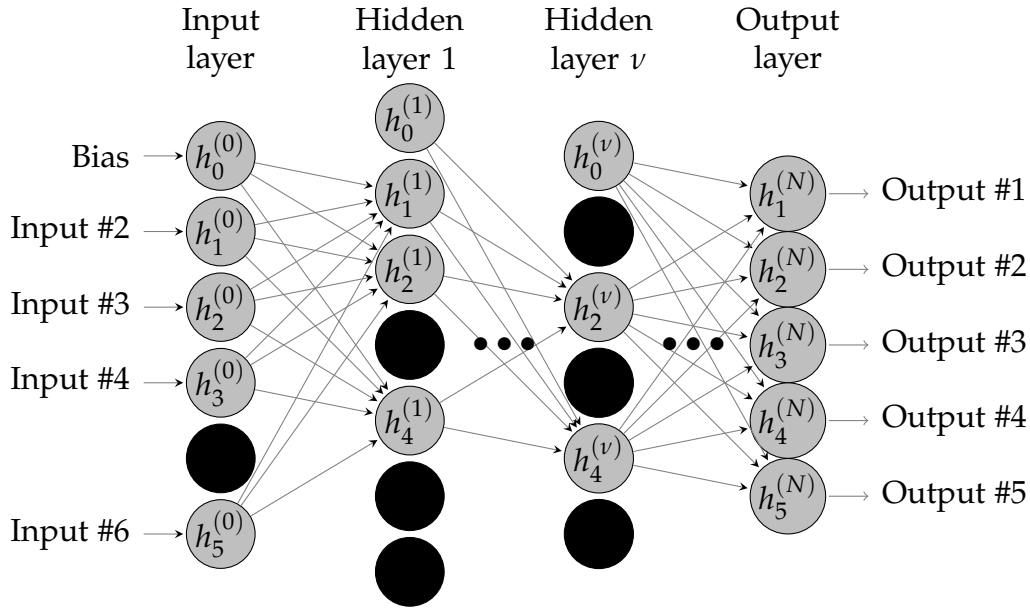 Input
layer
Hidden
layer 1
Hidden
layer ν
Output
layer
Bias
Input #2
Input #3
Input #4
Input #6
h_0^{(0)}
h_1^{(0)}
h_2^{(0)}
h_3^{(0)}
h_5^{(0)}
h_0^{(1)}
h_1^{(1)}
h_2^{(1)}
h_4^{(1)}
h_0^{(ν)}
h_2^{(ν)}
h_4^{(ν)}
h_1^{(N)}
h_2^{(N)}
h_3^{(N)}
h_4^{(N)}
h_5^{(N)}
Output #1
Output #2
Output #3
Output #4
Output #5